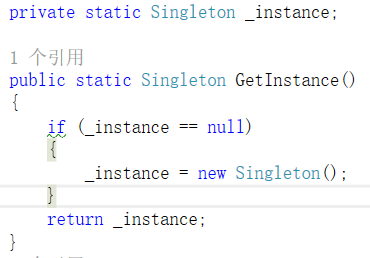 private static Singleton _instance;
1 个引用
public static Singleton GetInstance()
{
if (_instance == null)
{
_instance = new Singleton();
}
return _instance;
}